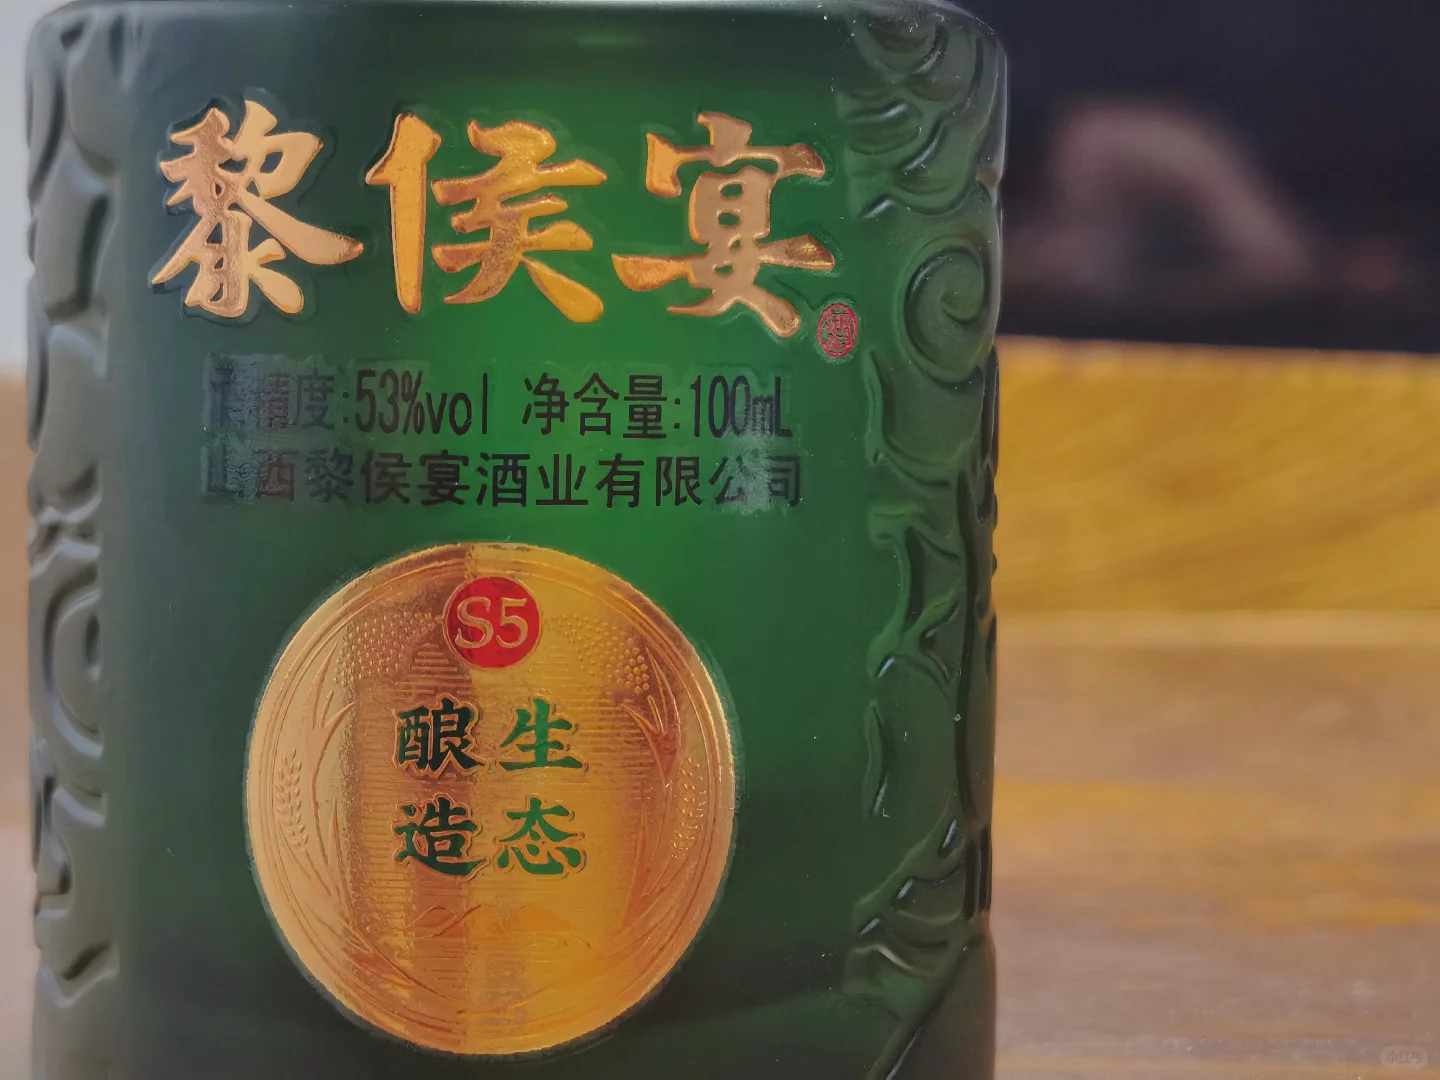 黎侯宴
酒精度:53%vol 净含量:100mL
山西黎侯宴酒业有限公司
S5
生态
酿造